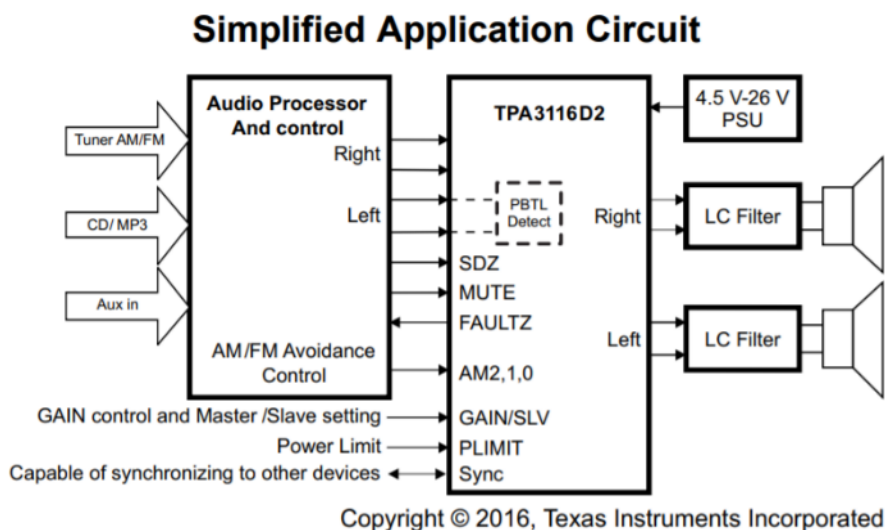 Simplified Application Circuit
Tuner AM/FM
CD/ MP3
Aux in
Audio Processor
And control
Right
Left
AM/FM Avoidance
Control
GAIN control and Master /Slave setting
Power Limit
Capable of synchronizing to other devices
TPA3116D2
PBTL
Detect
SDZ
MUTE
FAULTZ
AM2,1,0
GAIN/SLV
PLIMIT
Sync
Right
Left
4.5 V-26 V
PSU
LC Filter
LC Filter
Copyright © 2016, Texas Instruments Incorporated